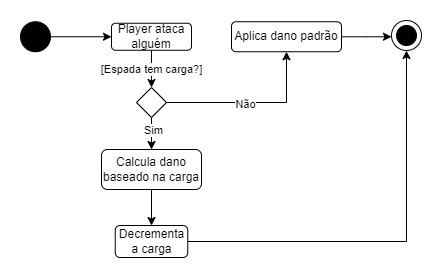 Player ataca
alguém
Aplica dano padrão
[Espada tem carga?]
Não
Sim
Calcula dano
baseado na carga
Decrementa
a carga